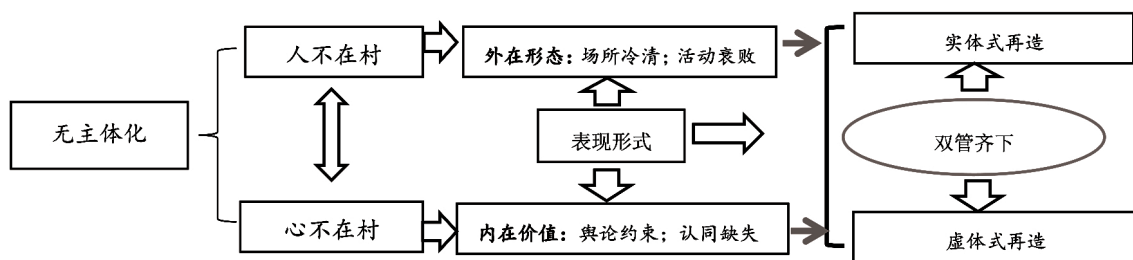 无主体化
人不在村
心不在村
外在形态：场所冷清；活动衰败
表现形式
内在价值：舆论约束；认同缺失
实体式再造
双管齐下
虚体式再造